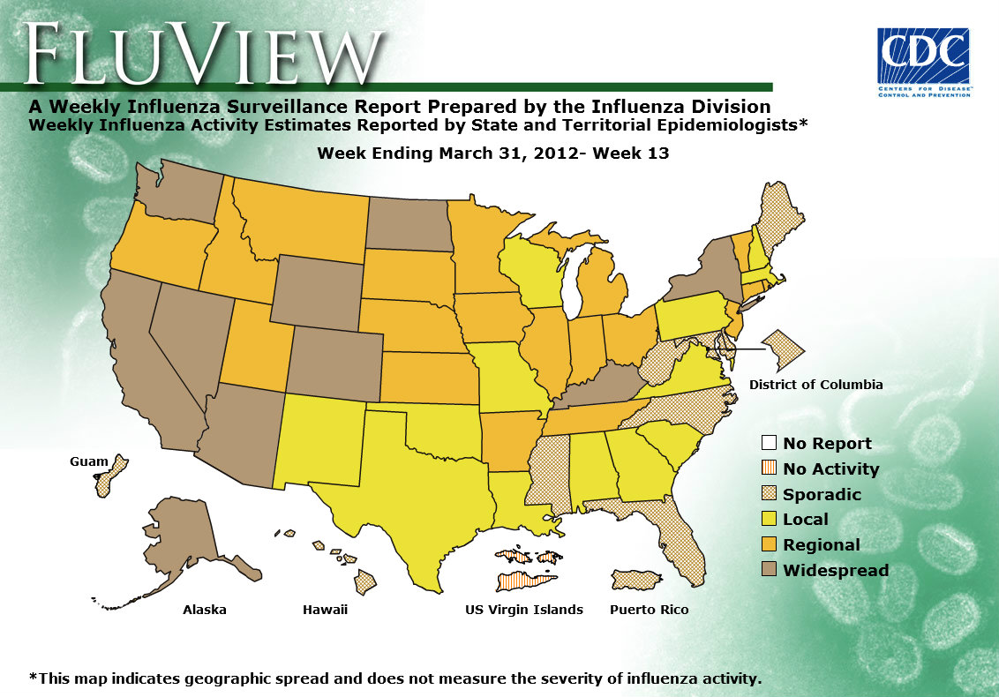 FLUVIEW
CDC
CENTERS FOR DISEASE™
CONTROL AND PREVENTION
A Weekly Influenza Surveillance Report Prepared by the Influenza Division
Weekly Influenza Activity Estimates Reported by State and Territorial Epidemiologists*
Week Ending March 31, 2012- Week 13
District of Columbia
Guam
No Report
No Activity
Sporadic
Local
Regional
Widespread
Alaska
Hawaii
US Virgin Islands
Puerto Rico
*This map indicates geographic spread and does not measure the severity of influenza activity.